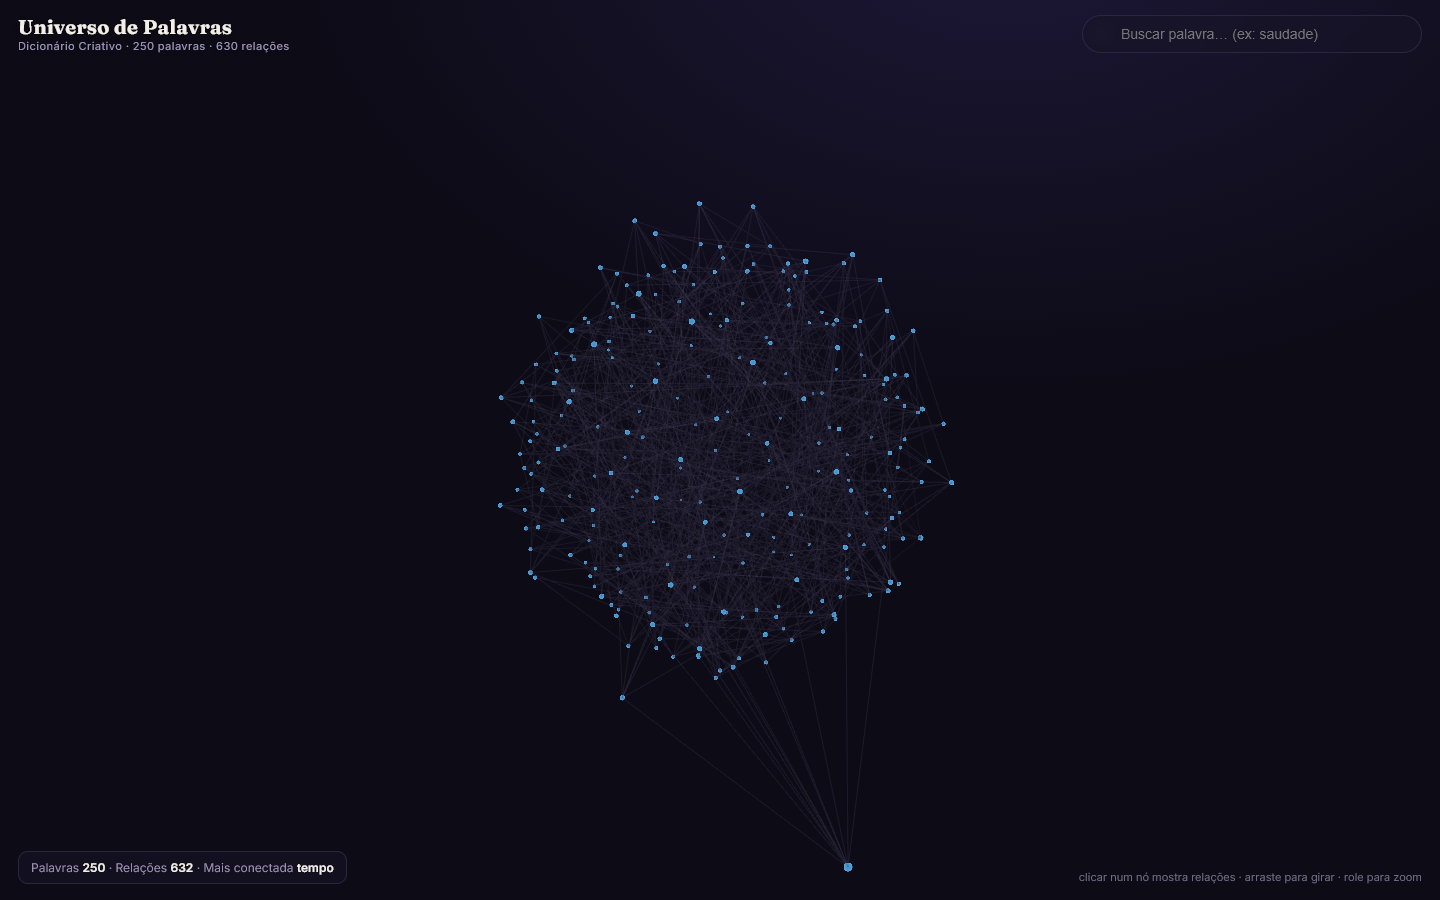 Universo de Palavras
Dicionário Criativo · 250 palavras · 630 relações
Buscar palavra… (ex: saudade)
Palavras 250 · Relações 632 · Mais conectada tempo
clicar num nó mostra relações · arraste para girar · role para zoom